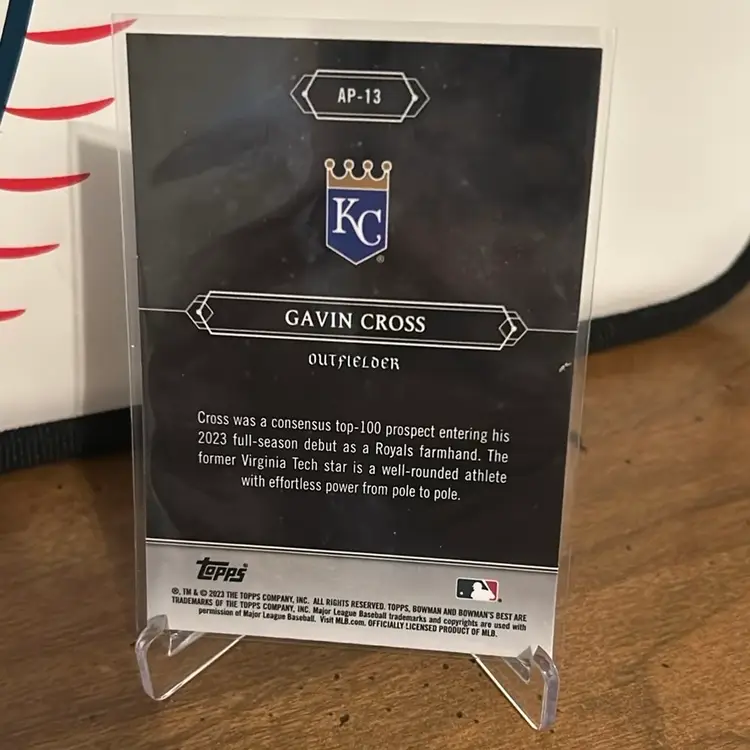 AP-13
KC
GAVIN CROSS
OUTFIELDER
Cross was a consensus top-100 prospect entering his
2023 full-season debut as a Royals farmhand. The
former Virginia Tech star is a well-rounded athlete
with effortless power from pole to pole.
topps
®, TM & © 2023 THE TOPPS COMPANY, INC. ALL RIGHTS RESERVED. TOPPS, BOWMAN AND BOWMAN'S BEST ARE
TRADEMARKS OF THE TOPPS COMPANY, INC. Major League Baseball trademarks and copyrights are used with
permission of Major League Baseball. Visit MLB.com. OFFICIALLY LICENSED PRODUCT OF MLB.